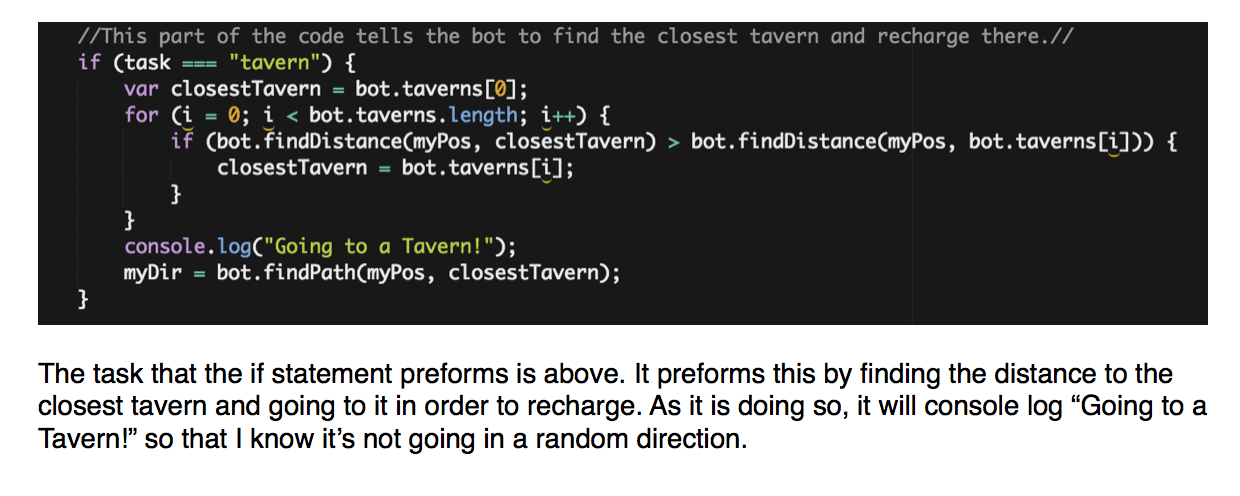 //This part of the code tells the bot to find the closest tavern and recharge there.//
if (task === "tavern") {
    var closestTavern = bot.taverns[0];
    for (i = 0; i < bot.taverns.length; i++) {
        if (bot.findDistance(myPos, closestTavern) > bot.findDistance(myPos, bot.taverns[i])) {
            closestTavern = bot.taverns[i];
        }
    }
    console.log("Going to a Tavern!");
    myDir = bot.findPath(myPos, closestTavern);
}
The task that the if statement preforms is above. It preforms this by finding the distance to the
closest tavern and going to it in order to recharge. As it is doing so, it will console log “Going to a
Tavern!” so that I know it’s not going in a random direction.